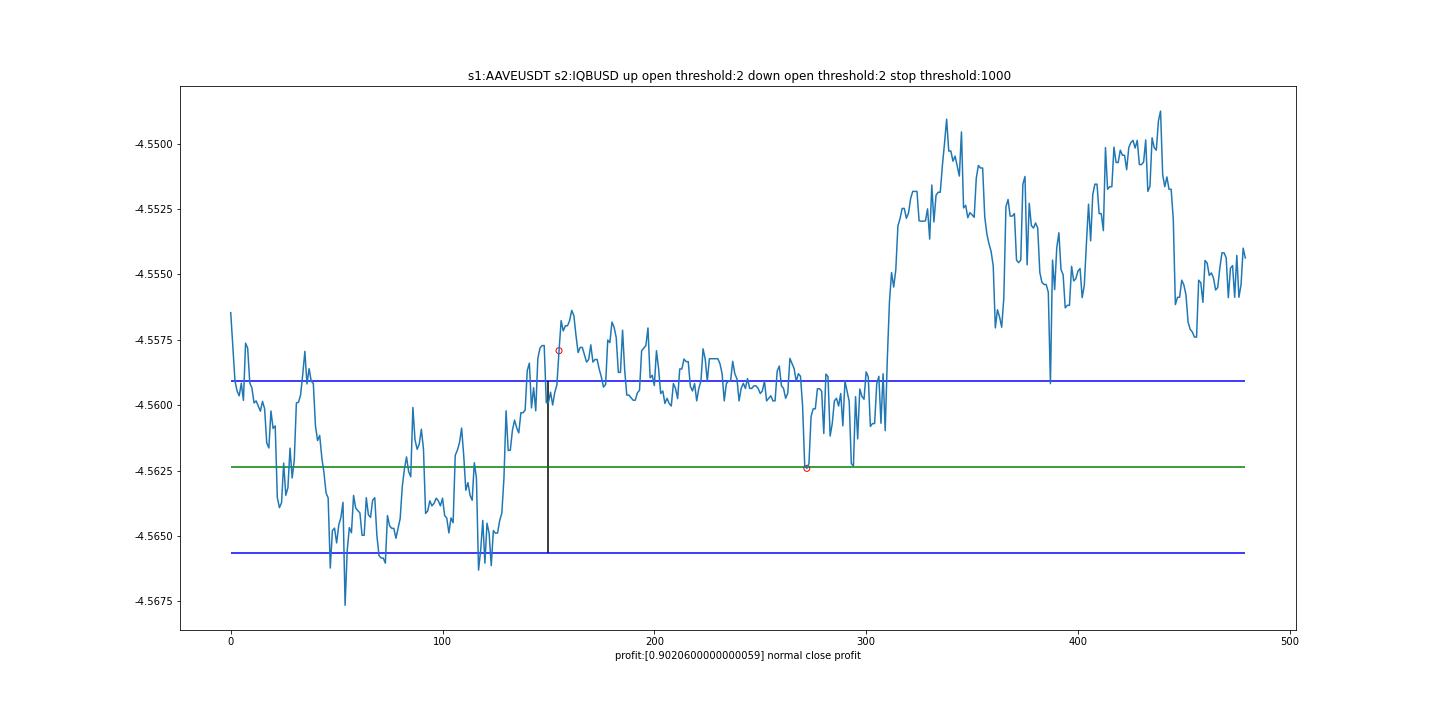 s1:AAVEUSDT s2:IQBUSD up open threshold:2 down open threshold:2 stop threshold:1000
-4.5500
-4.5525
-4.5550
-4.5575
-4.5600
-4.5625
-4.5650
-4.5675
0 100 200 300 400 500
profit:[0.9020600000000059] normal close profit